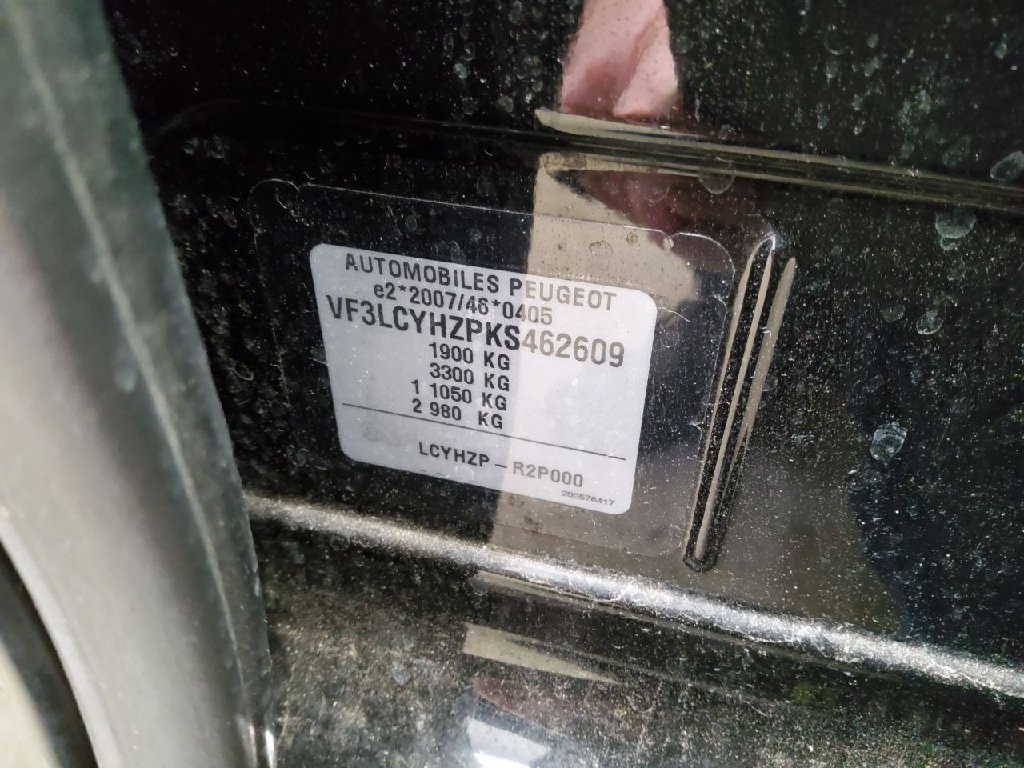 AUTOMOBILES PEUGEOT
e2*2007/46*0405
VF3LCYHZPKS462609
1900 KG
3300 KG
1 1050 KG
2 980 KG
LCYHZP - R2P000
200576417